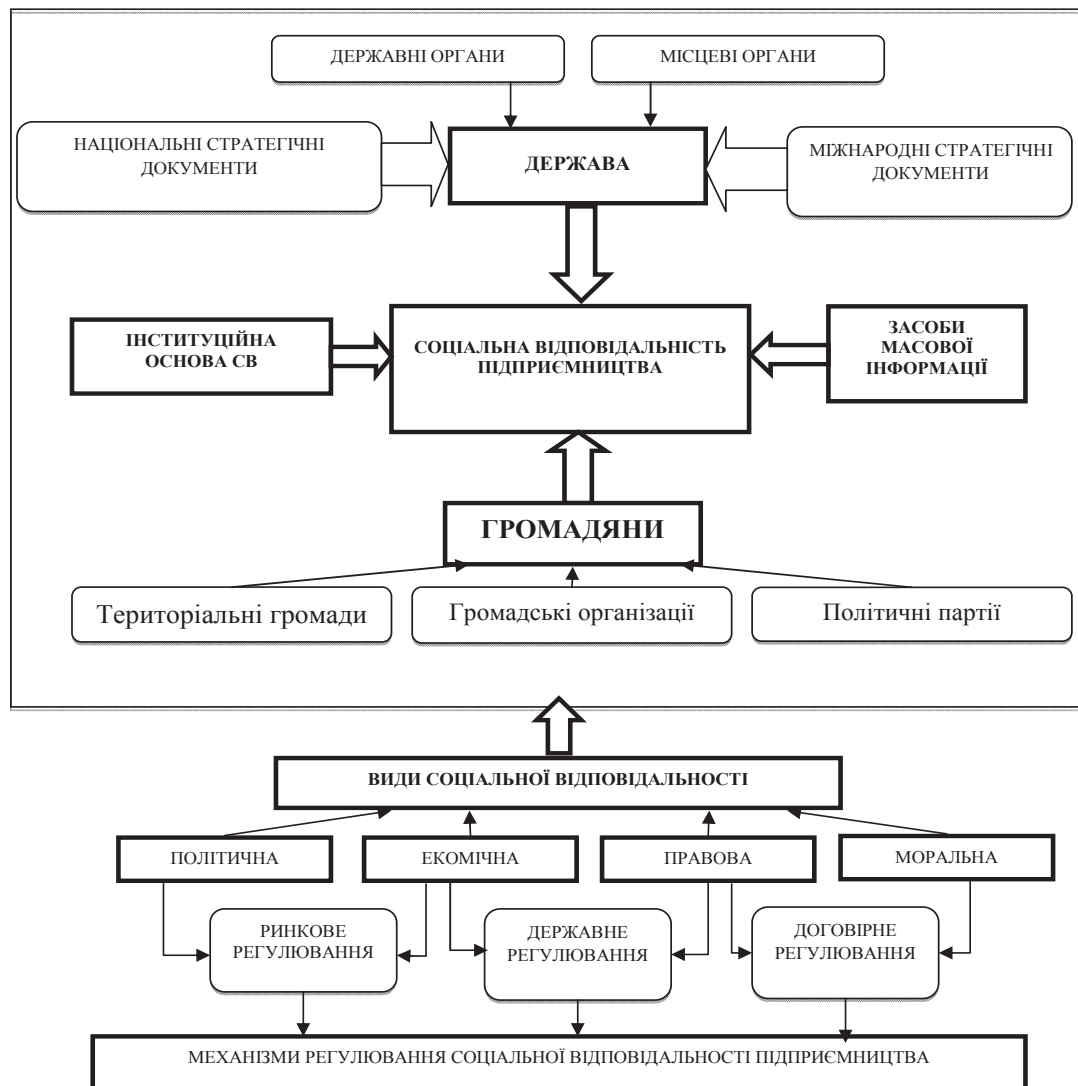 ДЕРЖАВНІ ОРГАНИ
МІСЦЕВІ ОРГАНИ
НАЦІОНАЛЬНІ СТРАТЕГІЧНІ
ДОКУМЕНТИ
ДЕРЖАВА
МІЖНАРОДНІ СТРАТЕГІЧНІ
ДОКУМЕНТИ
ІНСТИТУЦІЙНА
ОСНОВА СВ
СОЦІАЛЬНА ВІДПОВІДАЛЬНІСТЬ
ПІДПРИЄМНИЦТВА
ЗАСОБИ
МАСОВОЇ
ІНФОРМАЦІЇ
ГРОМАДЯНИ
Територіальні громади
Громадські організації
Політичні партії
ВИДИ СОЦІАЛЬНОЇ ВІДПОВІДАЛЬНОСТІ
ПОЛІТИЧНА
ЕКОМІЧНА
ПРАВОВА
МОРАЛЬНА
РИНКОВЕ
РЕГУЛЮВАННЯ
ДЕРЖАВНЕ
РЕГУЛЮВАННЯ
ДОГОВІРНЕ
РЕГУЛЮВАННЯ
МЕХАНІЗМИ РЕГУЛЮВАННЯ СОЦІАЛЬНОЇ ВІДПОВІДАЛЬНОСТІ ПІДПРИЄМНИЦТВА